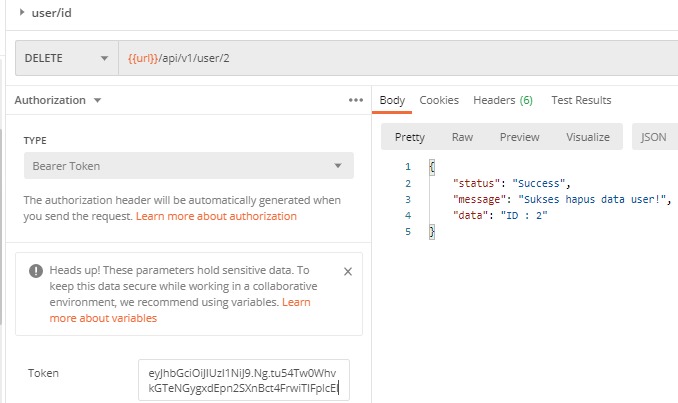 user/id
DELETE
{{url}}/api/v1/user/2
Authorization
TYPE
Bearer Token
The authorization header will be automatically generated when
you send the request. Learn more about authorization
Heads up! These parameters hold sensitive data. To
keep this data secure while working in a collaborative
environment, we recommend using variables. Learn
more about variables
Token
Body Cookies Headers (6) Test Results
Pretty Raw Preview Visualize JSON
1 {
2 "status": "Success",
3 "message": "Sukses hapus data user!",
4 "data": "ID : 2"
5 }